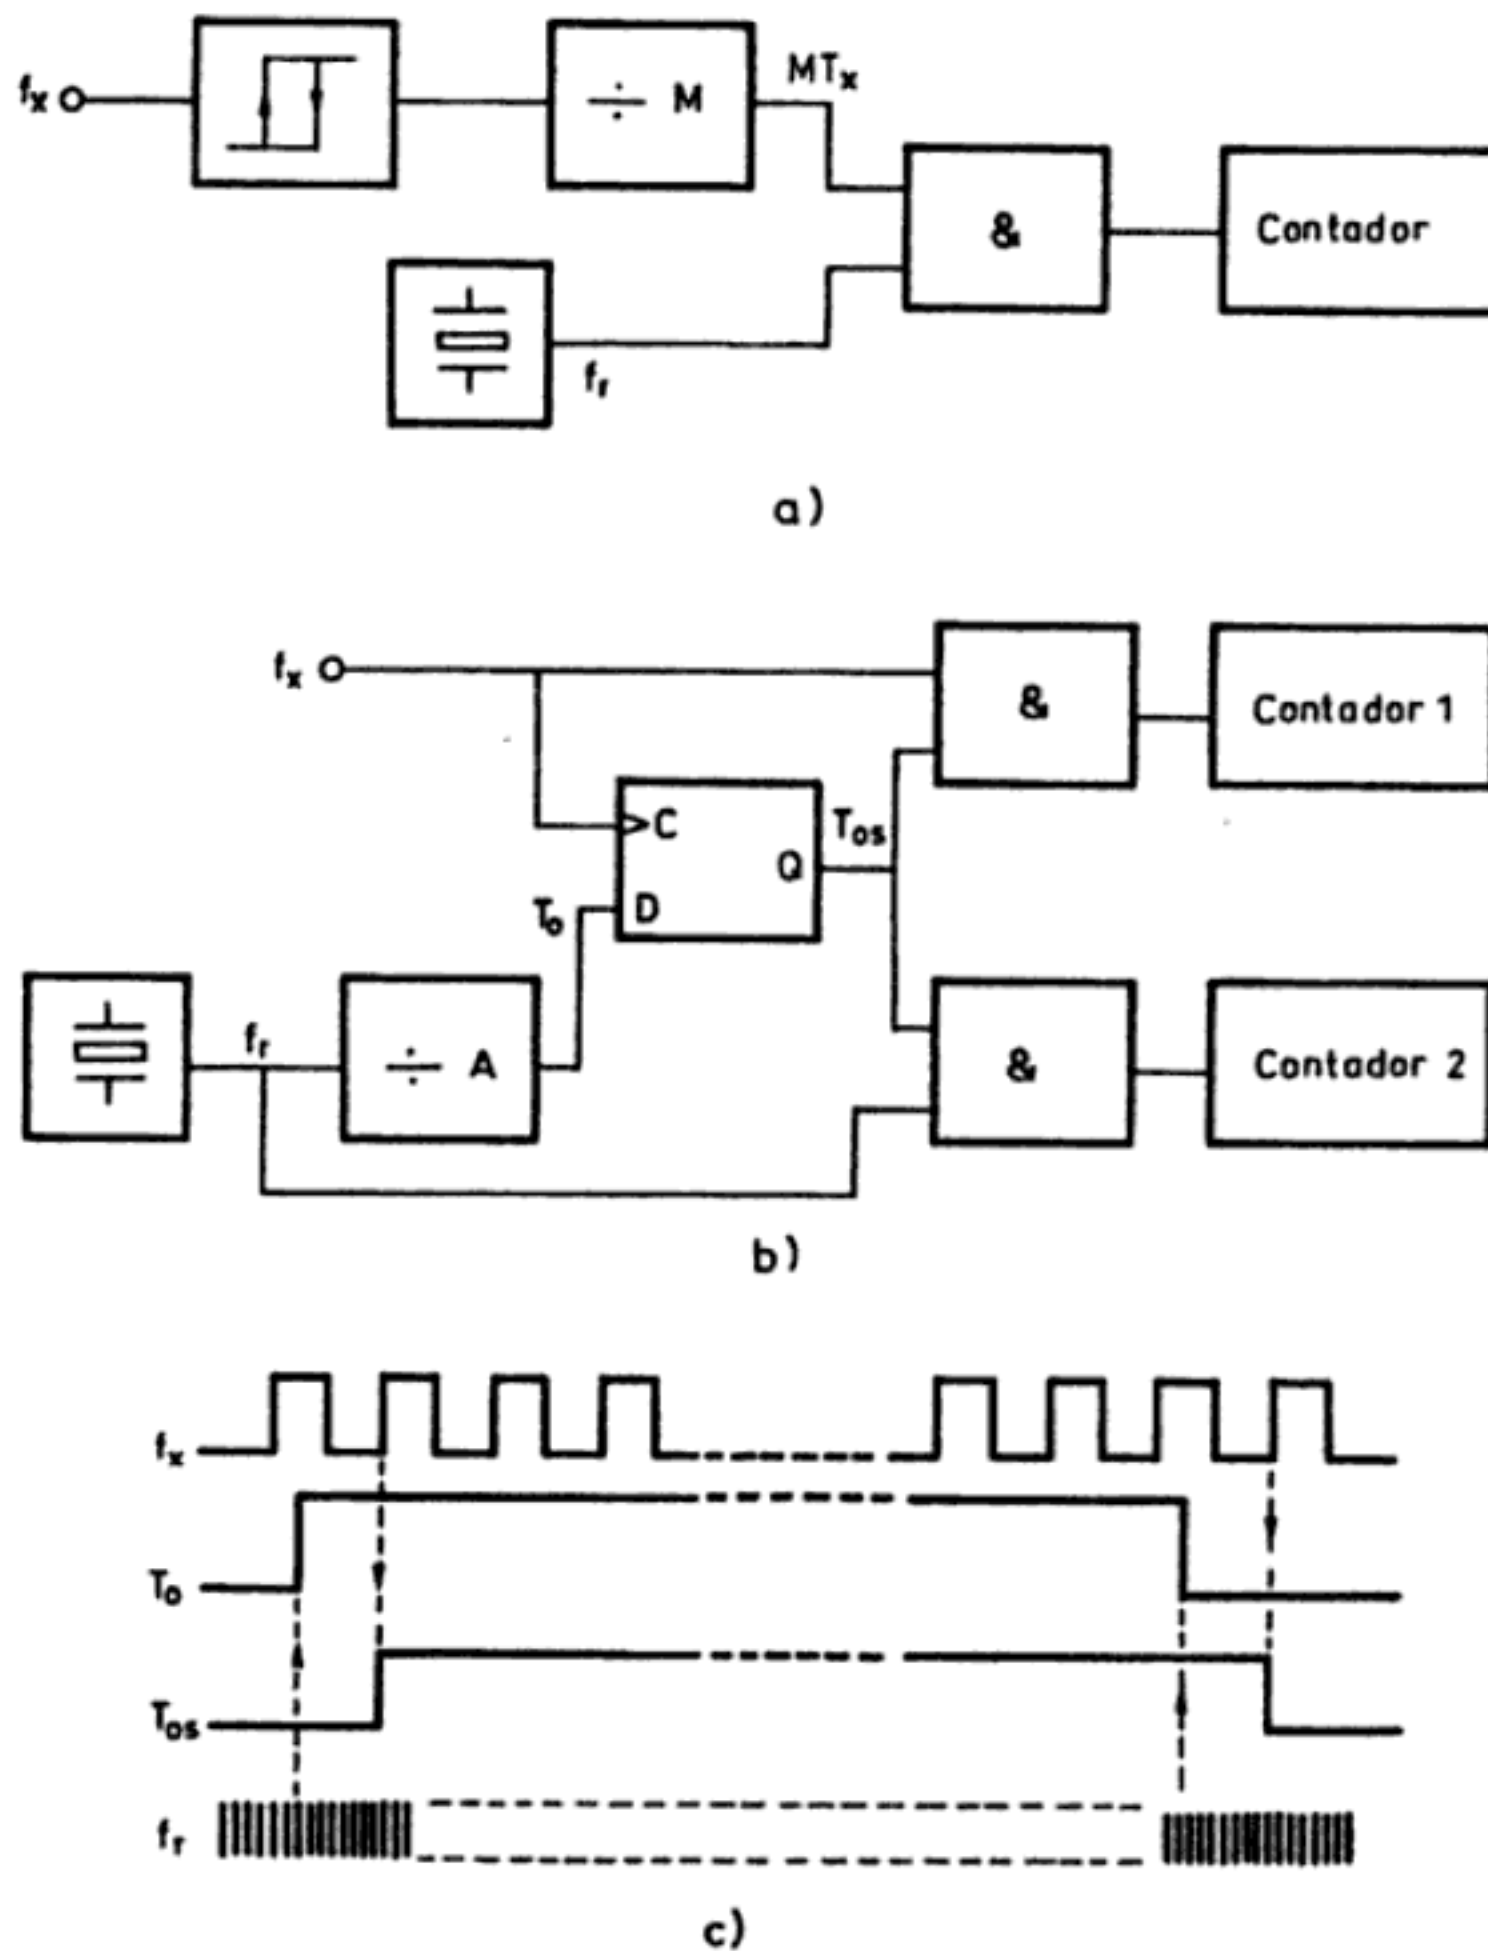 fx
÷ M
MTx
&
Contador
fr
a)
fx
&
Contador 1
C
Tos
Q
To
D
fr
÷ A
&
Contador 2
b)
fx
To
Tos
fr
c)